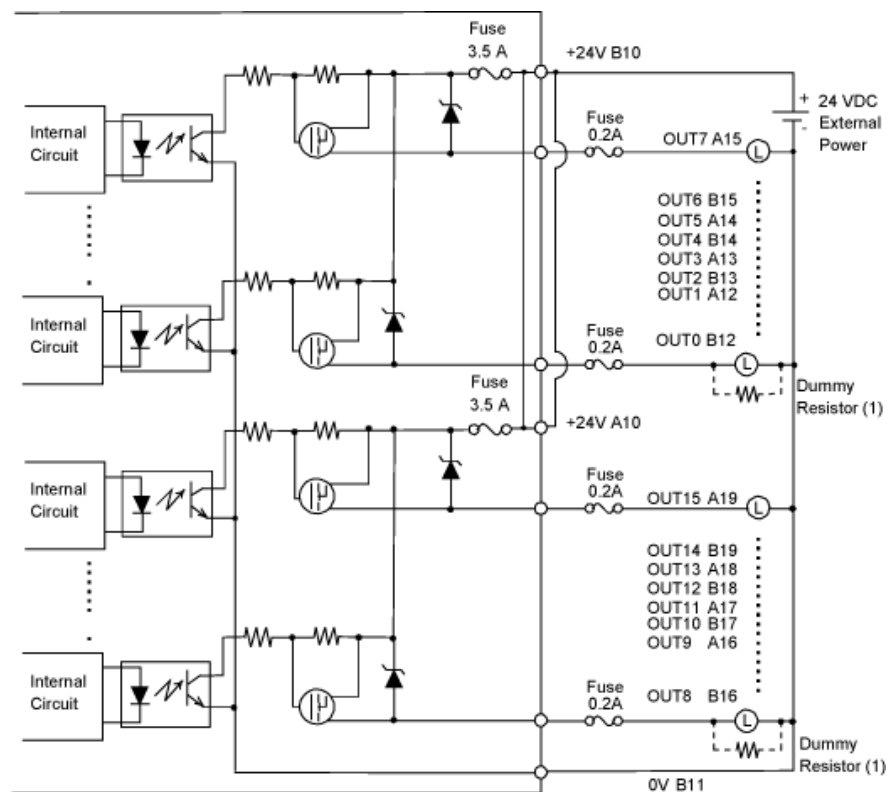 Fuse
3.5 A
+24V B10
+
-
24 VDC
External
Power
Internal
Circuit
Fuse
0.2A
OUT7 A15
L
OUT6 B15
OUT5 A14
OUT4 B14
OUT3 A13
OUT2 B13
OUT1 A12
Internal
Circuit
Fuse
0.2A
OUT0 B12
L
Dummy
Resistor (1)
Fuse
3.5 A
+24V A10
Internal
Circuit
Fuse
0.2A
OUT15 A19
L
OUT14 B19
OUT13 A18
OUT12 B18
OUT11 A17
OUT10 B17
OUT9 A16
Internal
Circuit
Fuse
0.2A
OUT8 B16
L
Dummy
Resistor (1)
0V B11